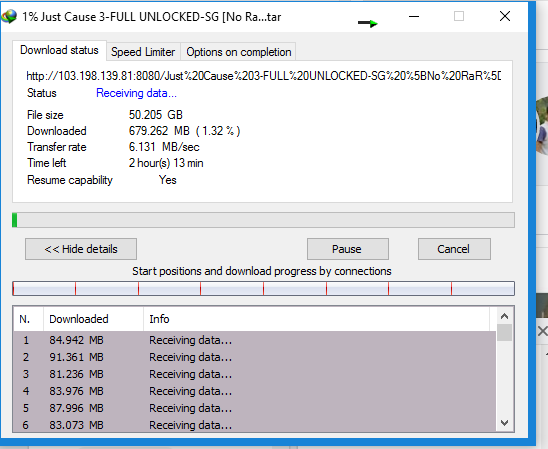 1% Just Cause 3-FULL UNLOCKED-SG [No Ra...tar
Download status Speed Limiter Options on completion
http://103.198.139.81:8080/Just%20Cause%203-FULL%20UNLOCKED-SG%20%5BNo%20RaR%5D
Status Receiving data...
File size 50.205 GB
Downloaded 679.262 MB ( 1.32 % )
Transfer rate 6.131 MB/sec
Time left 2 hour(s) 13 min
Resume capability Yes
<< Hide details Pause Cancel
Start positions and download progress by connections
N. Downloaded Info
1 84.942 MB Receiving data...
2 91.361 MB Receiving data...
3 81.236 MB Receiving data...
4 83.976 MB Receiving data...
5 87.996 MB Receiving data...
6 83.073 MB Receiving data...